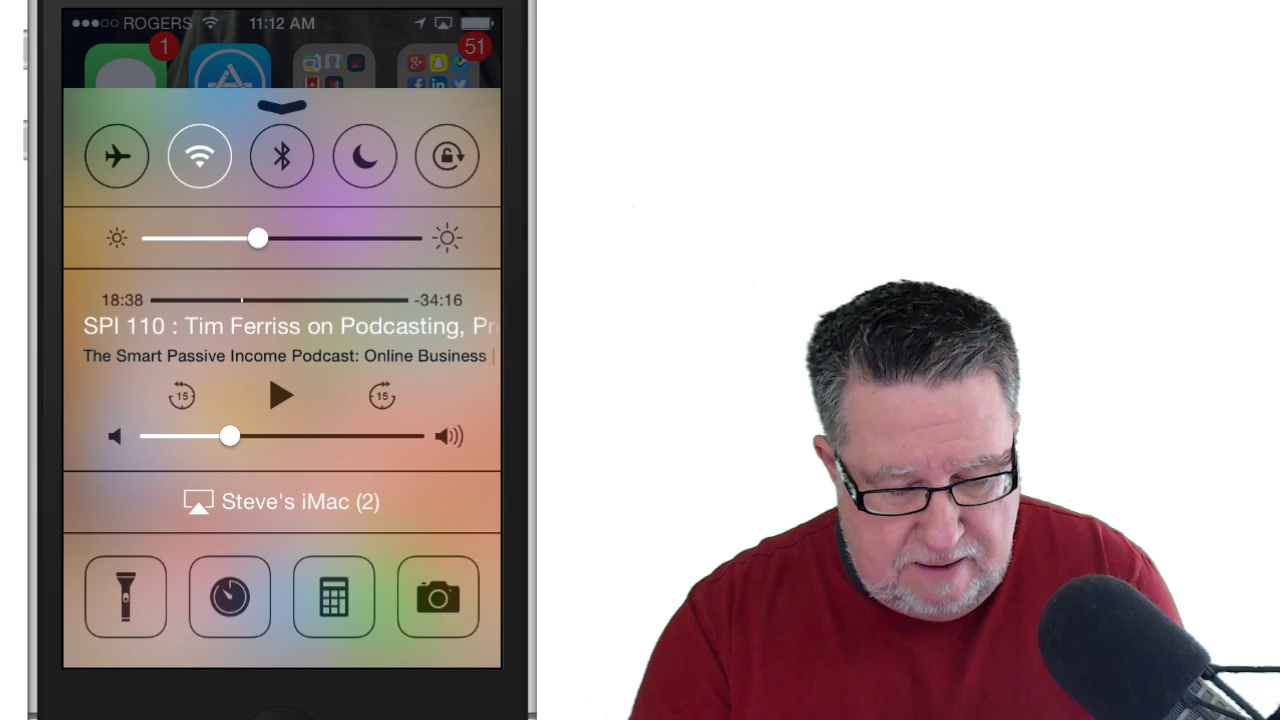 ROGERS 11:12 AM
1 51
18:38 -34:16
SPI 110 : Tim Ferriss on Podcasting, Pr
The Smart Passive Income Podcast: Online Business |
15 15
Steve's iMac (2)